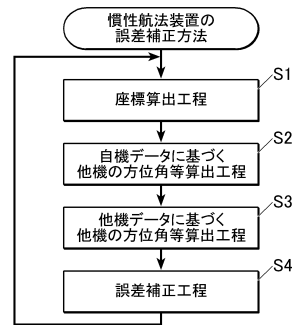 慣性航法装置の
誤差補正方法
S1
座標算出工程
S2
自機データに基づく
他機の方位角等算出工程
S3
他機データに基づく
他機の方位角等算出工程
S4
誤差補正工程